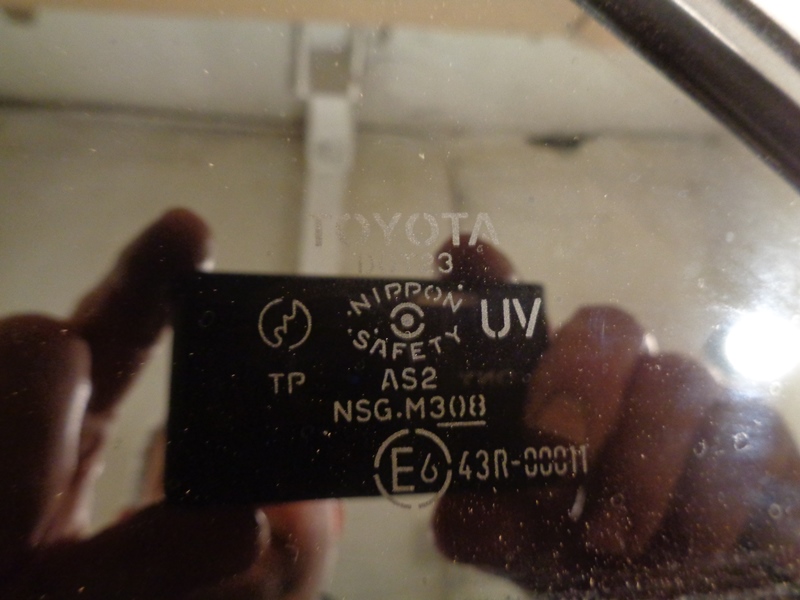 TOYOTA
NIPPON UV
SAFETY
TP AS2
NSG.M308
E6 43R-00011